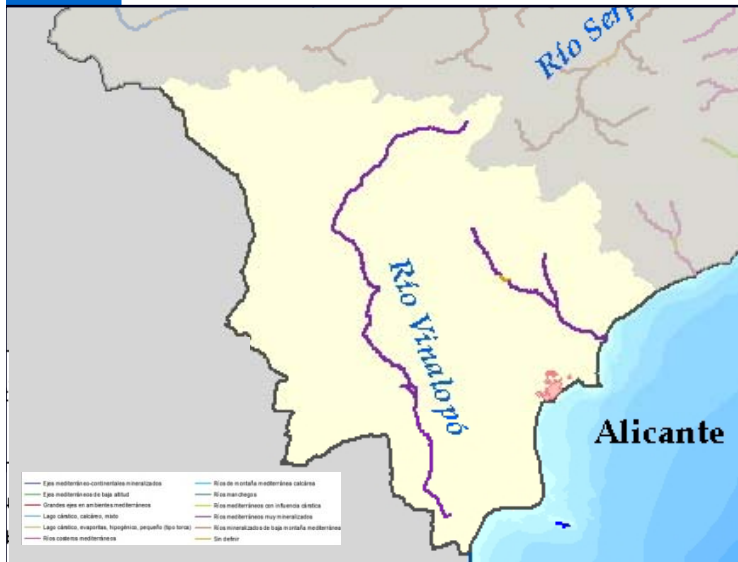 Río Serp
Río Vinalopó
Alicante
Ejes mediterráneo-continentales mineralizados
Ejes mediterráneos de baja altitud
Grandes ejes en ambientes mediterráneos
Lago cárstico, calcáreo, mixto
Lago cárstico, evaporitas, hipogénico, pequeño (tipo torca)
Ríos costeros mediterráneos
Ríos de montaña mediterránea calcárea
Ríos manchegos
Ríos mediterráneos con influencia cárstica
Ríos mediterráneos muy mineralizados
Ríos mineralizados de baja montaña mediterránea
Sin definir